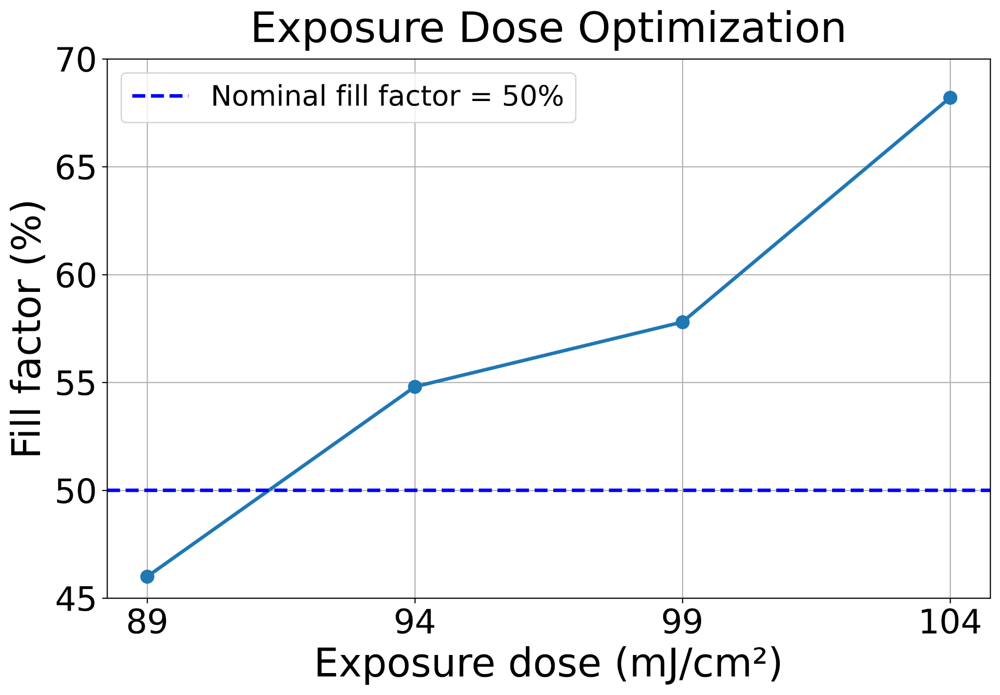 Exposure Dose Optimization
70
Nominal fill factor = 50%
65
60
55
50
45
Fill factor (%)
89 94 99 104
Exposure dose (mJ/cm²)